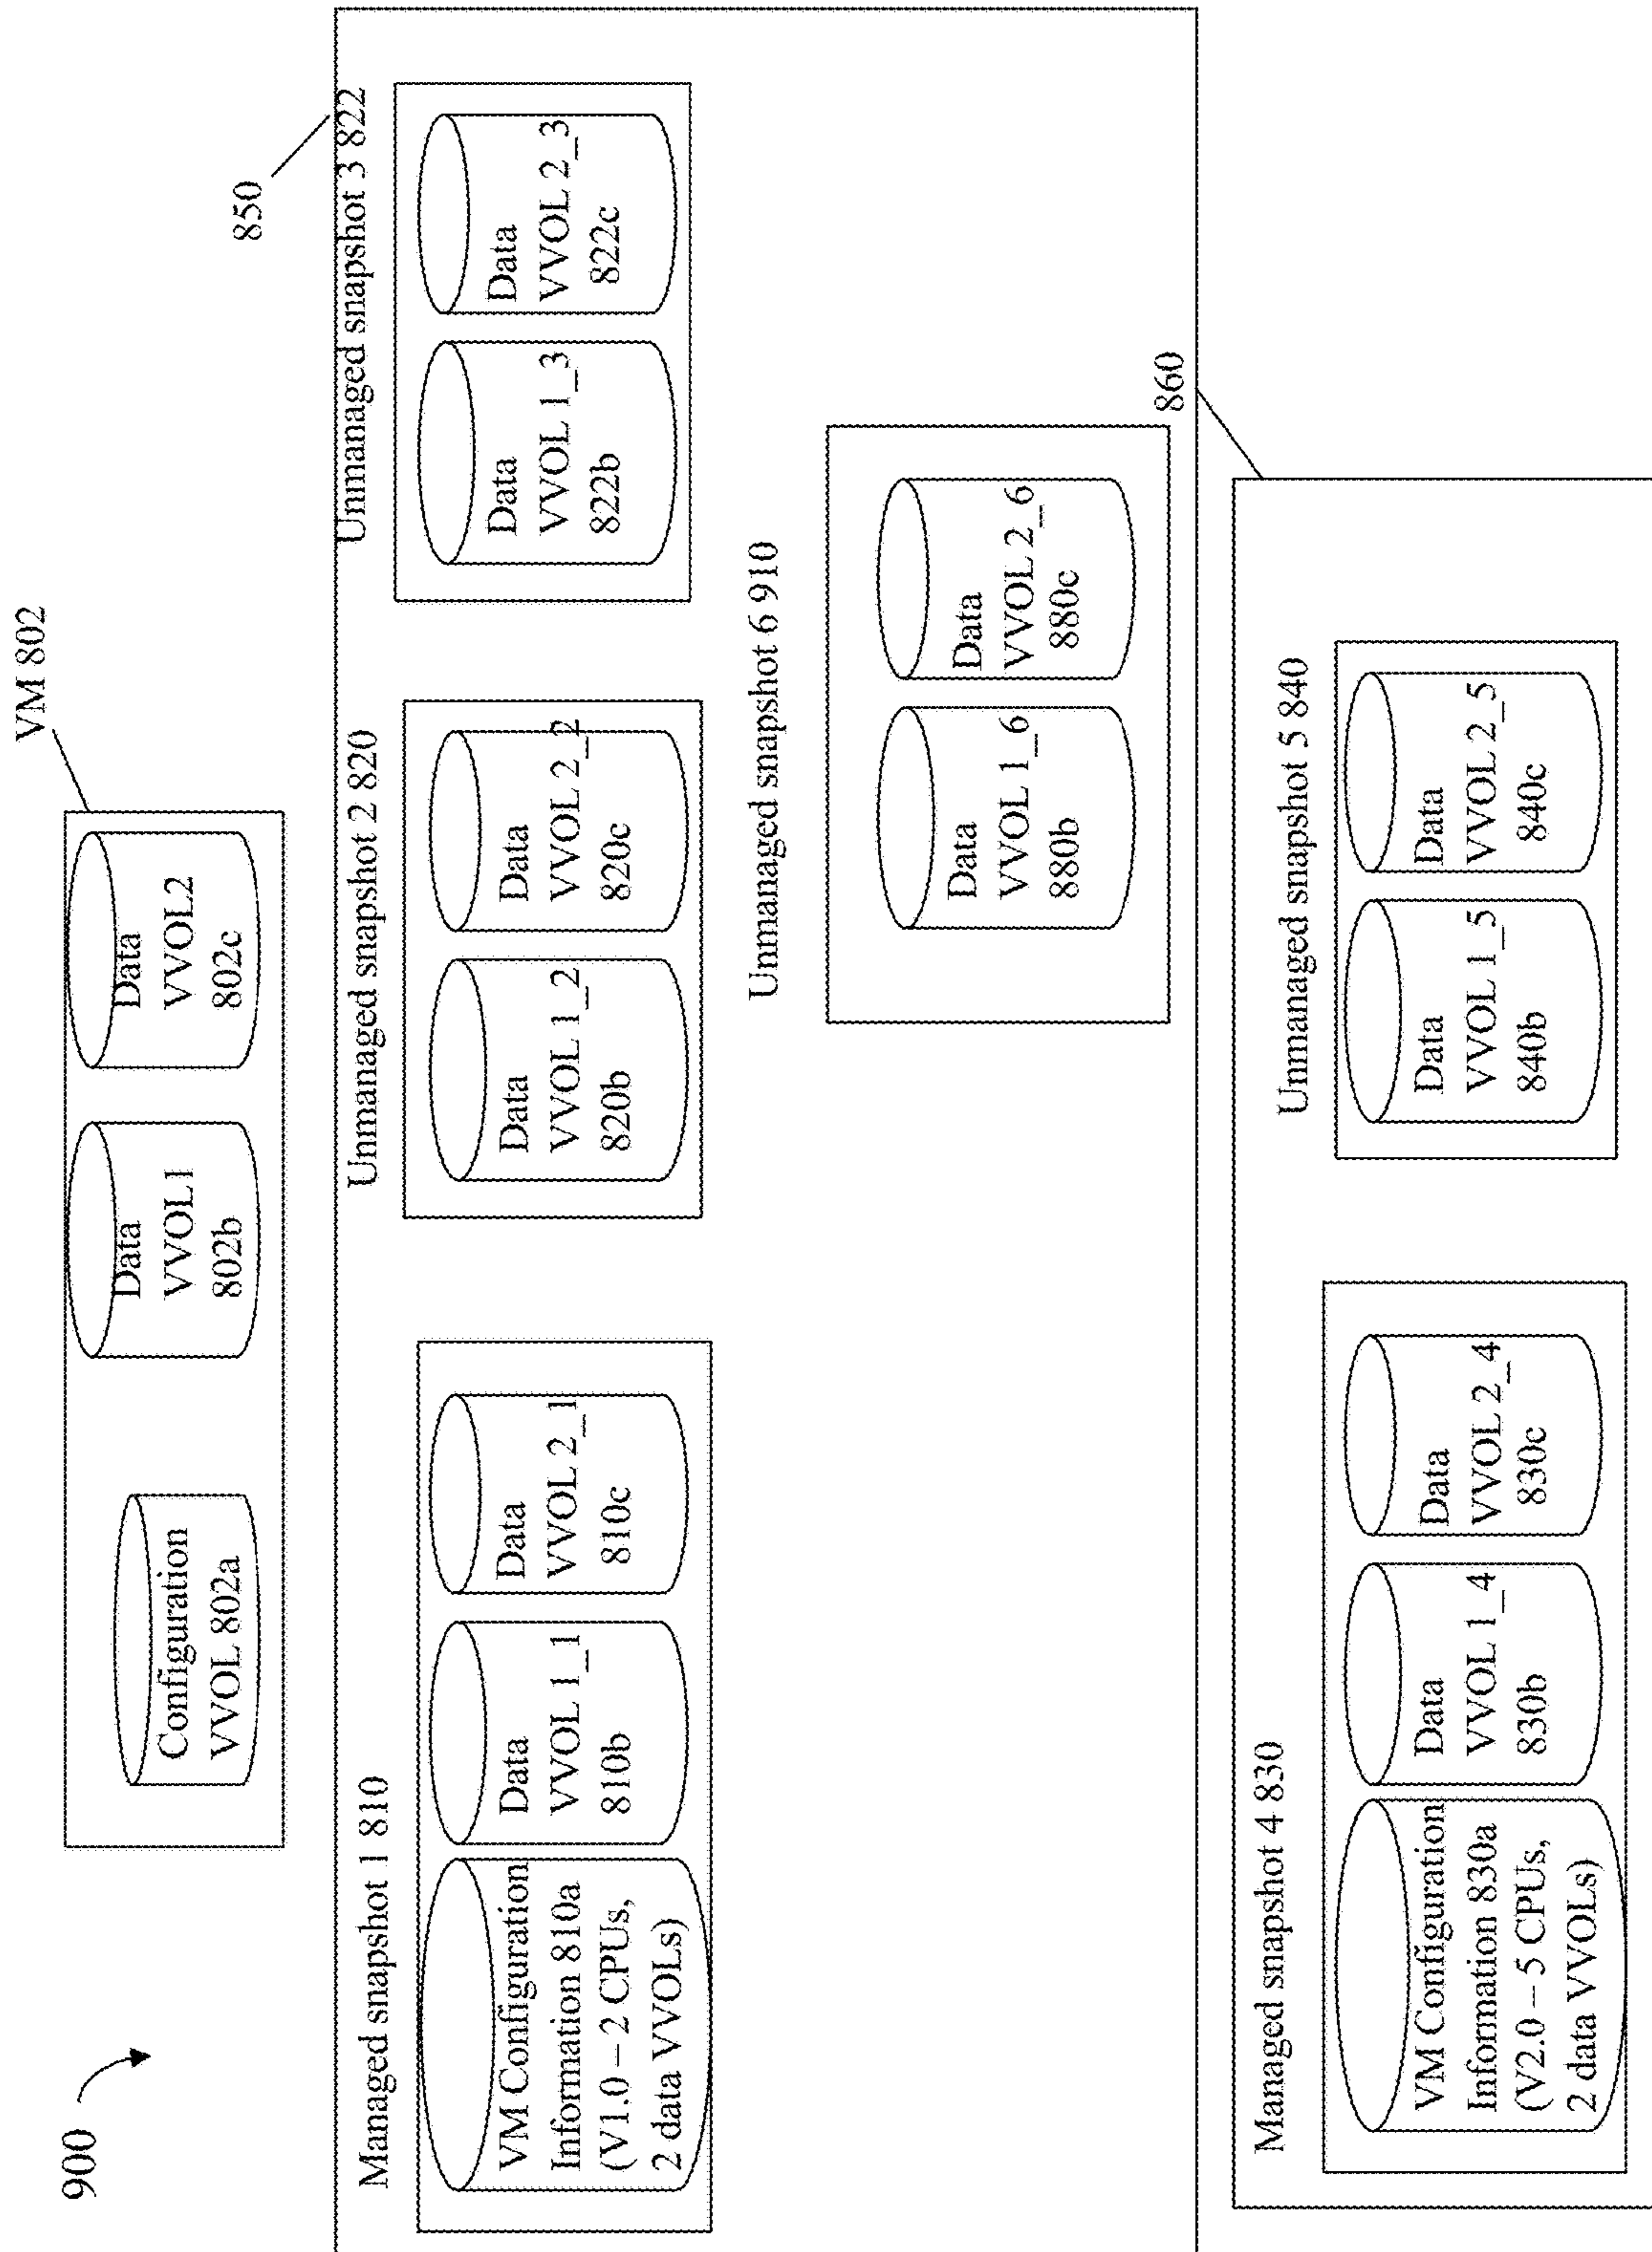 900
VM 802
Configuration
VVOL 802a
Data
VVOL1
802b
Data
VVOL2
802c
850
Managed snapshot 1 810
VM Configuration
Information 810a
(V1.0 – 2 CPUs,
2 data VVOLs)
Data
VVOL 1_1
810b
Data
VVOL 2_1
810c
Unmanaged snapshot 2 820
Data
VVOL 1_2
820b
Data
VVOL 2_2
820c
Unmanaged snapshot 3 822
Data
VVOL 1_3
822b
Data
VVOL 2_3
822c
Unmanaged snapshot 6 910
Data
VVOL 1_6
880b
Data
VVOL 2_6
880c
860
Managed snapshot 4 830
VM Configuration
Information 830a
(V2.0 – 5 CPUs,
2 data VVOLs)
Data
VVOL 1_4
830b
Data
VVOL 2_4
830c
Unmanaged snapshot 5 840
Data
VVOL 1_5
840b
Data
VVOL 2_5
840c